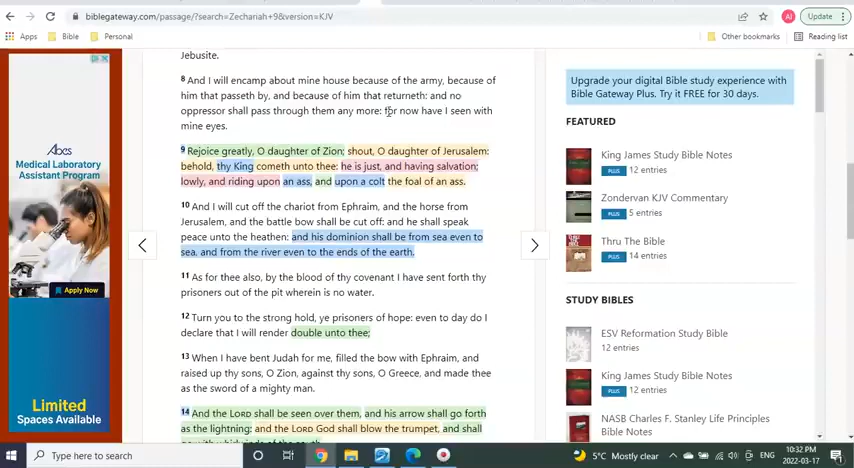 biblegateway.com/passage/?search=Zechariah+9&version=KJV
AI
Update
Apps
Bible
Personal
Other bookmarks
Reading list
Abcs
Medical Laboratory
Assistant Program
Apply Now
Limited
Spaces Available
Jebusite.
8 And I will encamp about mine house because of the army, because of
him that passeth by, and because of him that returneth: and no
oppressor shall pass through them any more: for now have I seen with
mine eyes.
9 Rejoice greatly, O daughter of Zion; shout, O daughter of Jerusalem:
behold, thy King cometh unto thee: he is just, and having salvation;
lowly, and riding upon an ass, and upon a colt the foal of an ass.
10 And I will cut off the chariot from Ephraim, and the horse from
Jerusalem, and the battle bow shall be cut off: and he shall speak
peace unto the heathen: and his dominion shall be from sea even to
sea, and from the river even to the ends of the earth.
11 As for thee also, by the blood of thy covenant I have sent forth thy
prisoners out of the pit wherein is no water.
12 Turn you to the strong hold, ye prisoners of hope: even to day do I
declare that I will render double unto thee;
13 When I have bent Judah for me, filled the bow with Ephraim, and
raised up thy sons, O Zion, against thy sons, O Greece, and made thee
as the sword of a mighty man.
14 And the LORD shall be seen over them, and his arrow shall go forth
as the lightning: and the LORD God shall blow the trumpet, and shall
Upgrade your digital Bible study experience with
Bible Gateway Plus. Try it FREE for 30 days.
FEATURED
King James Study Bible Notes
PLUS 12 entries
Zondervan KJV Commentary
PLUS 5 entries
Thru The Bible
PLUS 14 entries
STUDY BIBLES
ESV Reformation Study Bible
12 entries
King James Study Bible Notes
PLUS 12 entries
NASB Charles F. Stanley Life Principles
Bible Notes
Type here to search
5°C Mostly clear
ENG
10:32 PM
2022-03-17